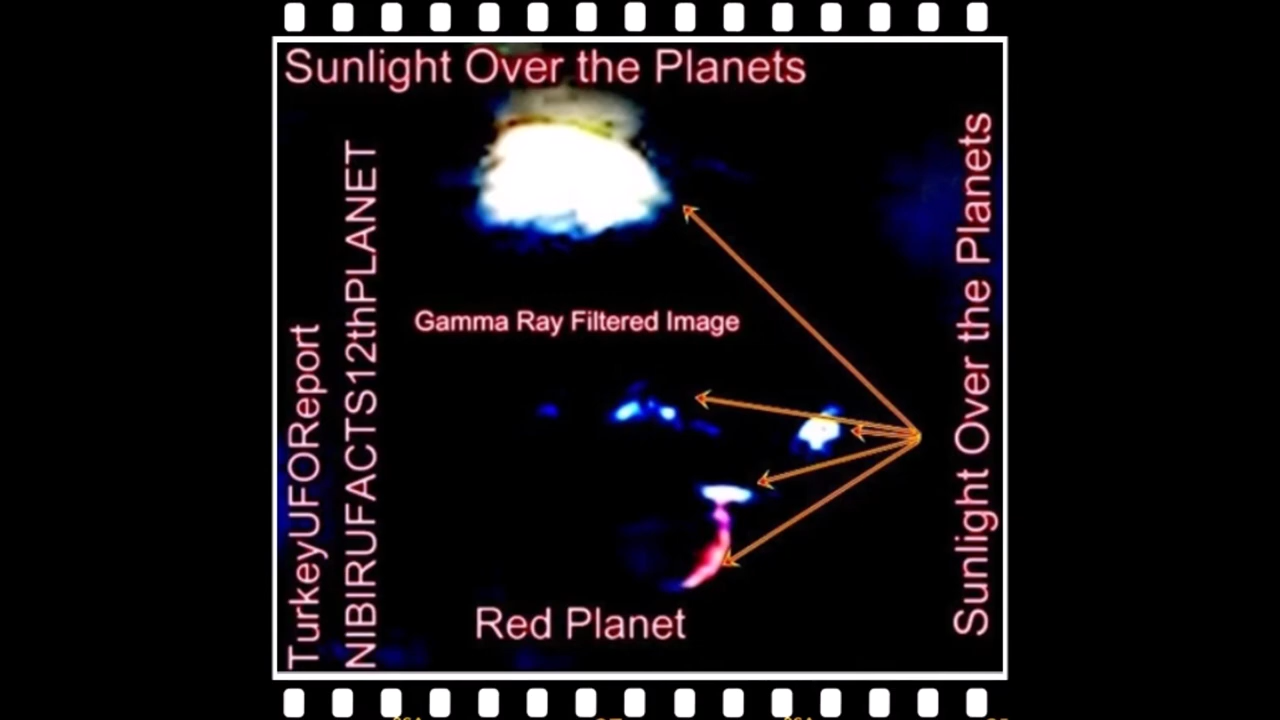 Sunlight Over the Planets
TurkeyUFOReport
NIBIRUFACTS12thPLANET
Gamma Ray Filtered Image
Sunlight Over the Planets
Red Planet